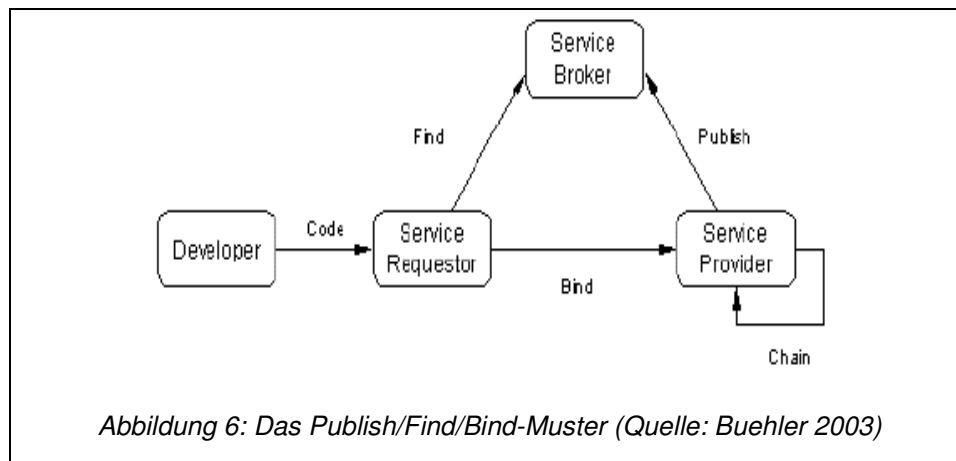 Service
Broker
Find
Publish
Developer
Code
Service
Requestor
Bind
Service
Provider
Chain
Abbildung 6: Das Publish/Find/Bind-Muster (Quelle: Buehler 2003)